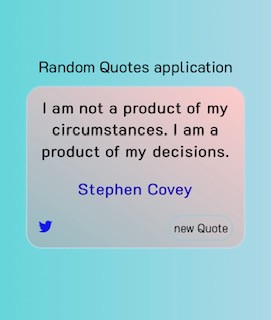 Random Quotes application
I am not a product of my
circumstances. I am a
product of my decisions.
Stephen Covey
new Quote